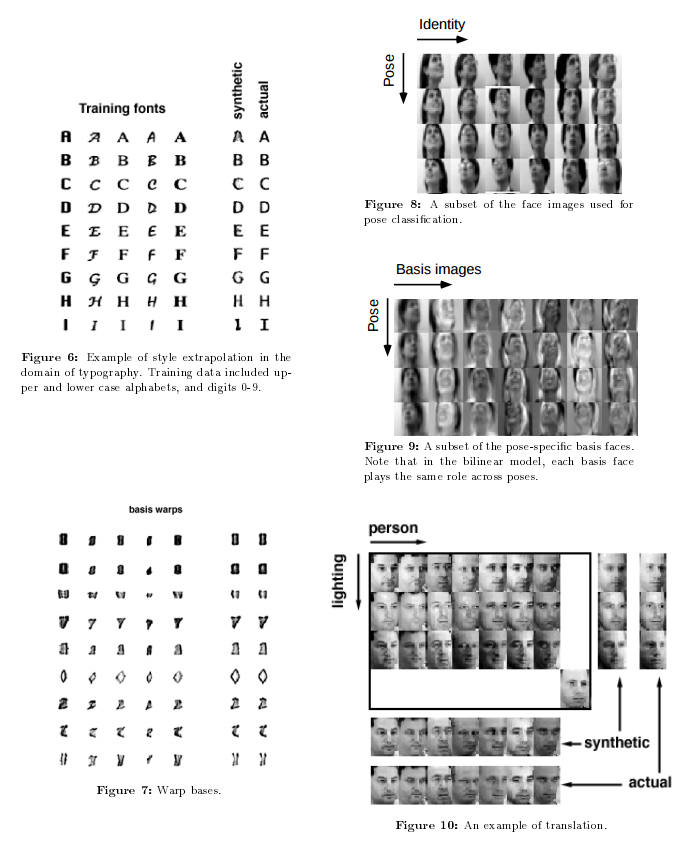 Training fonts
synthetic
actual
A A A A A A A
B B B B B B B
C C C C C C C
D D D D D D D
E E E E E E E
F F F F F F F
G G G G G G G
H H H H H H H
I I I I I I I
Figure 6: Example of style extrapolation in the
domain of typography. Training data included up-
per and lower case alphabets, and digits 0-9.
basis warps
Figure 7: Warp bases.
Identity
Pose
Figure 8: A subset of the face images used for
pose classification.
Basis images
Pose
Figure 9: A subset of the pose-specific basis faces.
Note that in the bilinear model, each basis face
plays the same role across poses.
person
lighting
synthetic
actual
Figure 10: An example of translation.